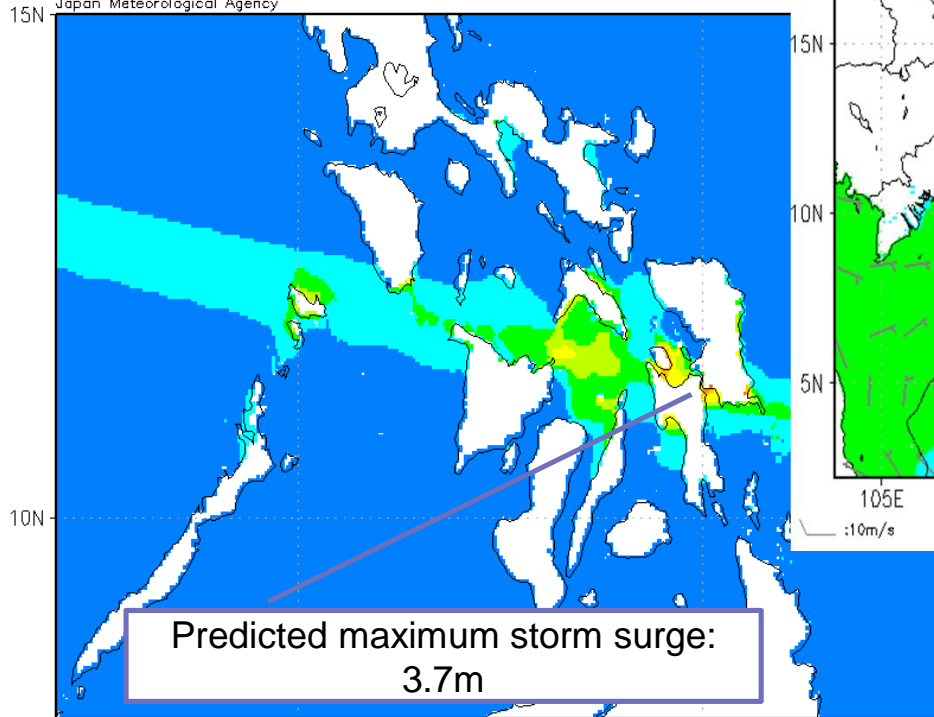 Japan Meteorological Agency
15N
10N
Predicted maximum storm surge:
3.7m
15N
10N
5N
105E
:10m/s